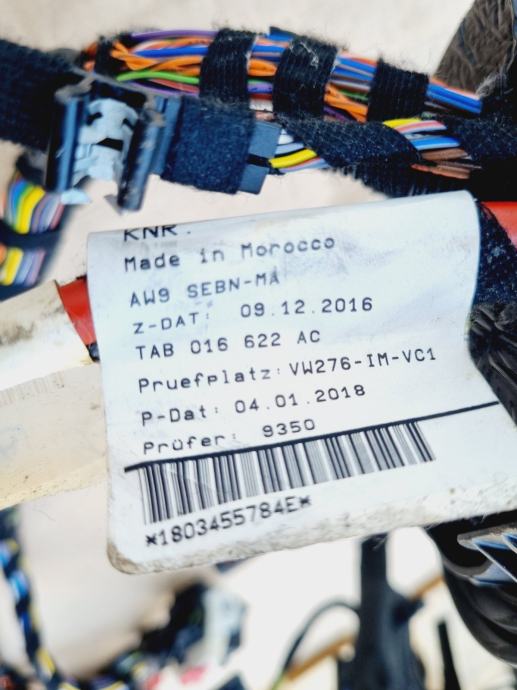 KNR.
Made in Morocco
AW9 SEBN-MA
Z-DAT: 09.12.2016
TAB 016 622 AC
Pruefplatz: VW276-IM-VC1
P-Dat: 04.01.2018
Prüfer: 9350
*1803455784E*